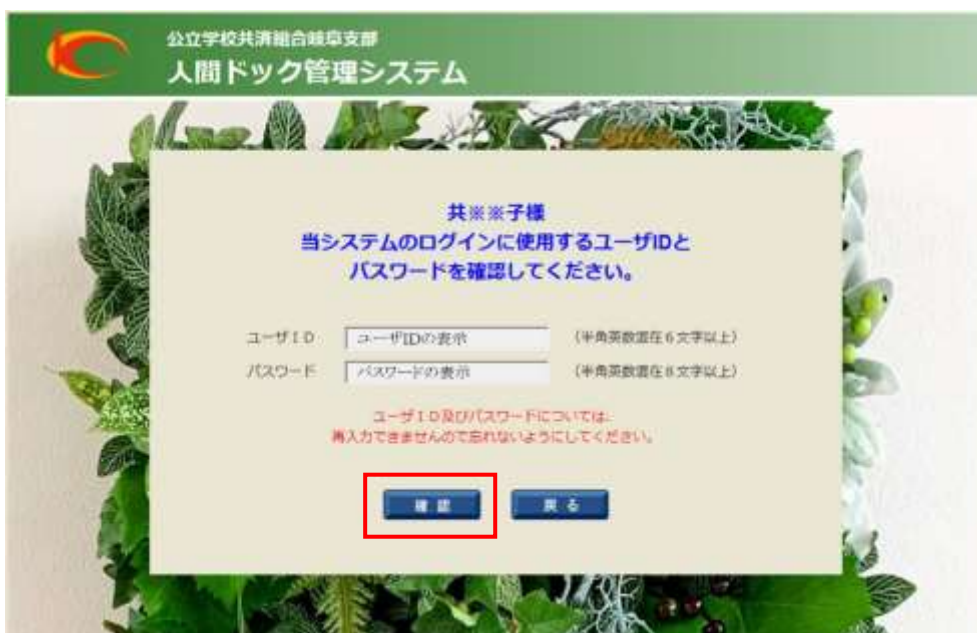 公立学校共済組合岐阜支部
人間ドック管理システム
共※※子様
当システムのログインに使用するユーザIDと
パスワードを確認してください。
ユーザID ユーザIDの表示 (半角英数混在6文字以上)
パスワード パスワードの表示 (半角英数混在8文字以上)
ユーザID及びパスワードについては、
再入力できませんので忘れないようにしてください。
確認 戻る